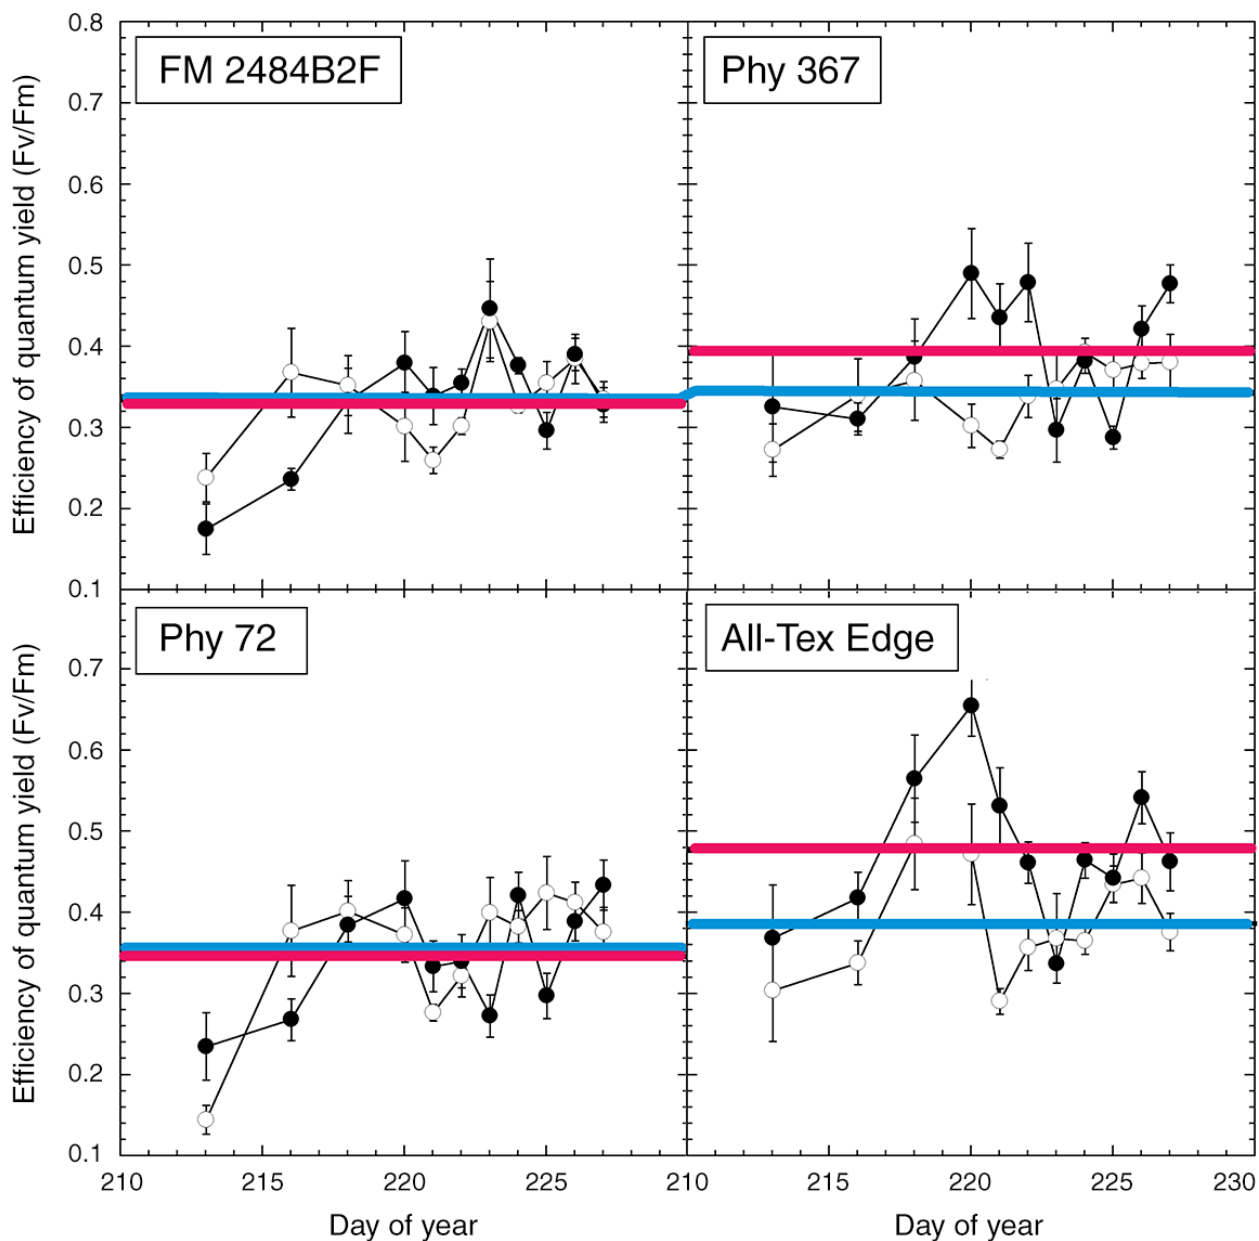 0.8
FM 2484B2F
Phy 367
0.7
0.6
0.5
0.4
0.3
0.2
0.1
Efficiency of quantum yield (Fv/Fm)
Phy 72
All-Tex Edge
0.7
0.6
0.5
0.4
0.3
0.2
0.1
Efficiency of quantum yield (Fv/Fm)
210 215 220 225 210 215 220 225 230
Day of year Day of year